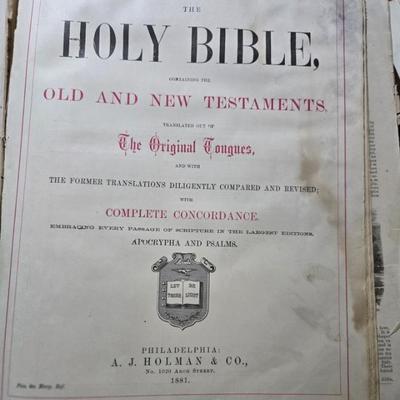 THE
HOLY BIBLE,
CONTAINING THE
OLD AND NEW TESTAMENTS,
TRANSLATED OUT OF
The Original Tongues,
AND WITH
THE FORMER TRANSLATIONS DILIGENTLY COMPARED AND REVISED;
WITH
COMPLETE CONCORDANCE.
EMBRACING EVERY PASSAGE OF SCRIPTURE IN THE LARGEST EDITIONS.
APOCRYPHA AND PSALMS.
LET THERE
BE LIGHT
PHILADELPHIA:
A. J. HOLMAN & CO.,
No. 1020 ARCH STREET.
1881.